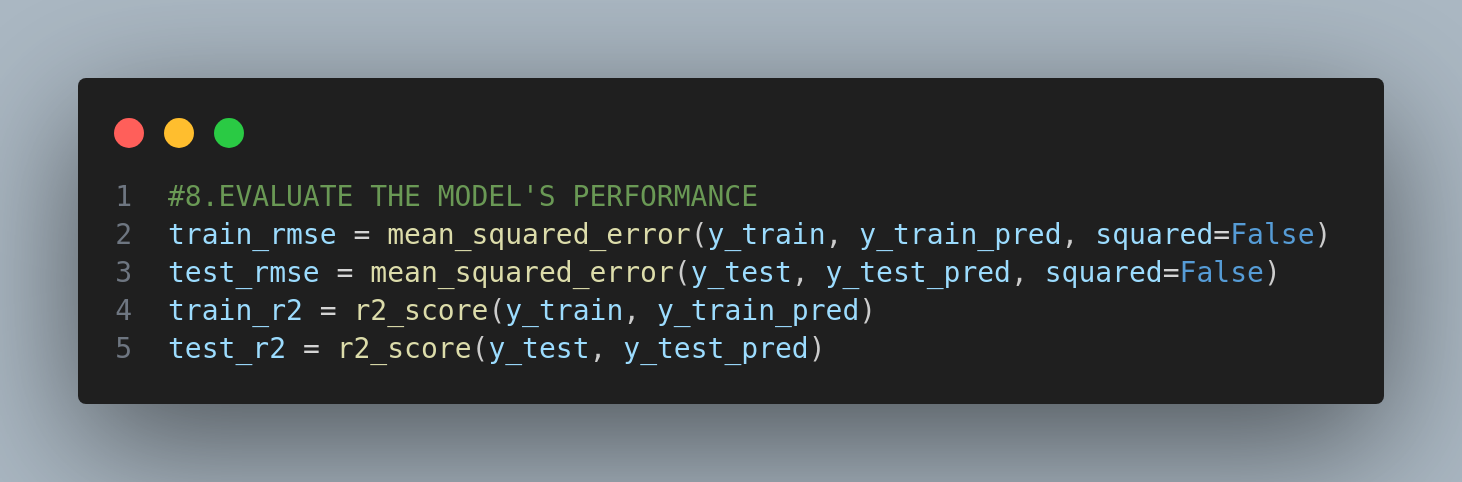 1 #8.EVALUATE THE MODEL'S PERFORMANCE
2 train_rmse = mean_squared_error(y_train, y_train_pred, squared=False)
3 test_rmse = mean_squared_error(y_test, y_test_pred, squared=False)
4 train_r2 = r2_score(y_train, y_train_pred)
5 test_r2 = r2_score(y_test, y_test_pred)